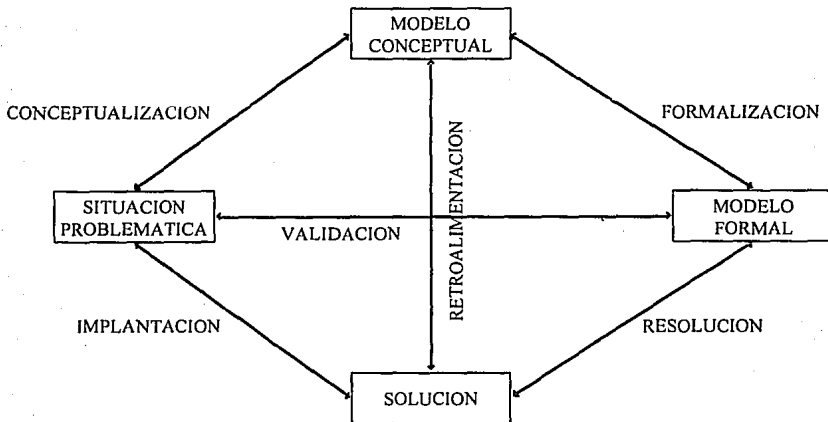 MODELO
CONCEPTUAL
CONCEPTUALIZACION
FORMALIZACION
RETROALIMENTACION
SITUACION
PROBLEMATICA
MODELO
FORMAL
VALIDACION
IMPLANTACION
RESOLUCION
SOLUCION